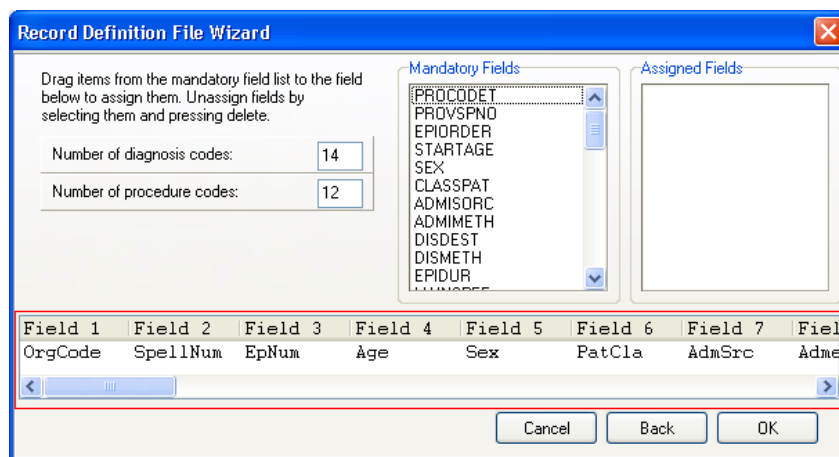 Record Definition File Wizard
Drag items from the mandatory field list to the field
below to assign them. Unassign fields by
selecting them and pressing delete.
Number of diagnosis codes: 14
Number of procedure codes: 12
Mandatory Fields
PROCODET
PROVSPNO
EPIORDER
STARTAGE
SEX
CLASSPAT
ADMISORC
ADMIMETH
DISDEST
DISMETH
EPIDUR
Assigned Fields
Field 1 Field 2 Field 3 Field 4 Field 5 Field 6 Field 7 Fiel
OrgCode SpellNum EpNum Age Sex PatCla AdmSrc Adme
Cancel Back OK